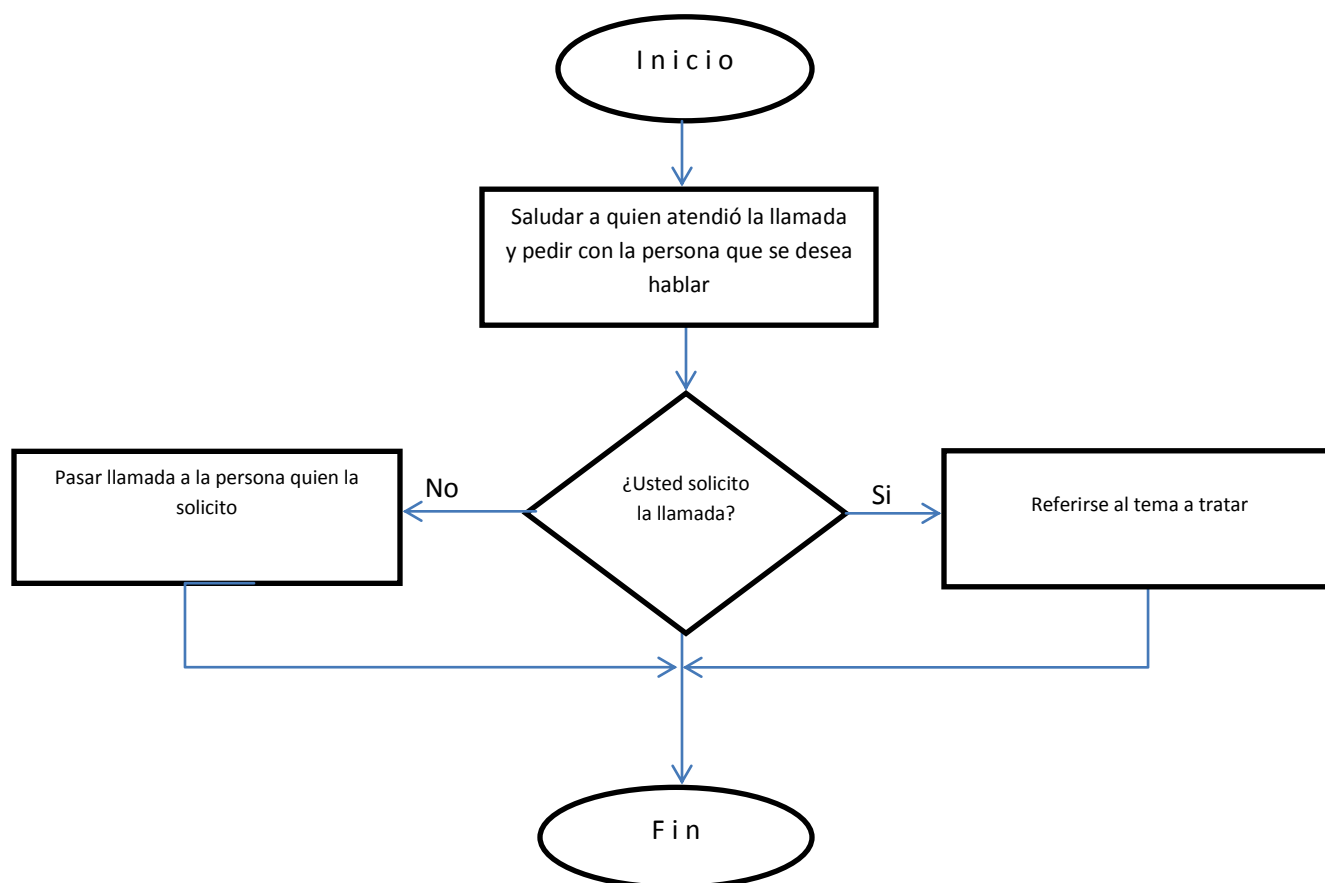 I n i c i o
Saludar a quien atendió la llamada
y pedir con la persona que se desea
hablar
¿Usted solicito
la llamada?
No
Pasar llamada a la persona quien la
solicito
Si
Referirse al tema a tratar
F i n